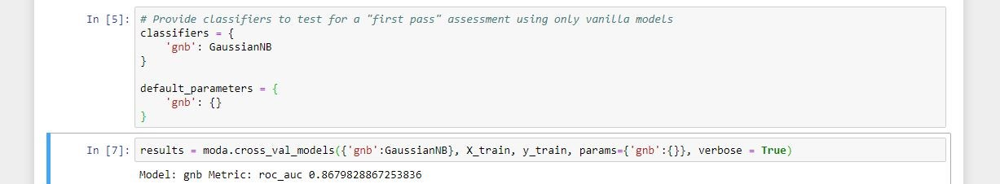 In [5]: # Provide classifiers to test for a "first pass" assessment using only vanilla models
classifiers = {
    'gnb': GaussianNB
}
default_parameters = {
    'gnb': {}
}
In [7]: results = moda.cross_val_models({'gnb':GaussianNB}, X_train, y_train, params={'gnb':{}}, verbose = True)
Model: gnb Metric: roc_auc 0.8679828867253836